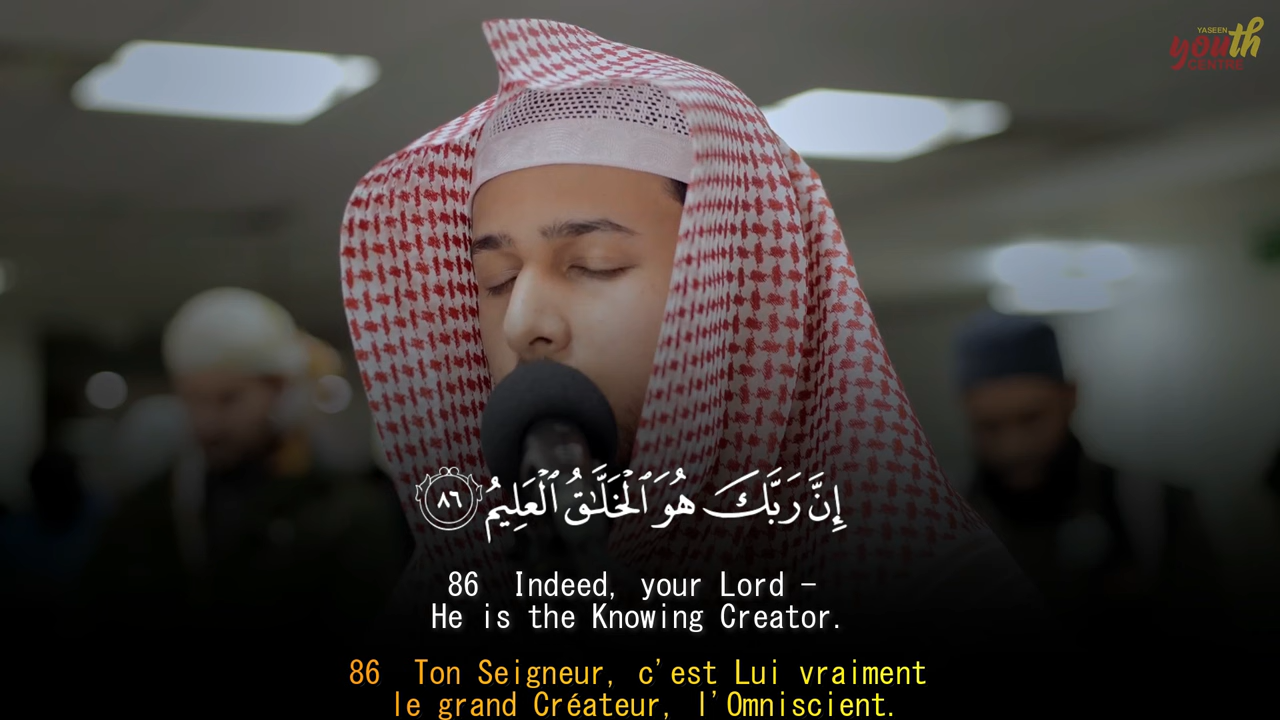 YASEEN
youth
CENTRE
إِنَّ رَبَّكَ هُوَ ٱلْخَلَّـٰقُ ٱلْعَلِيمُ ٨٦
86 Indeed, your Lord -
He is the Knowing Creator.
86 Ton Seigneur, c'est Lui vraiment
le grand Créateur, l'Omniscient.